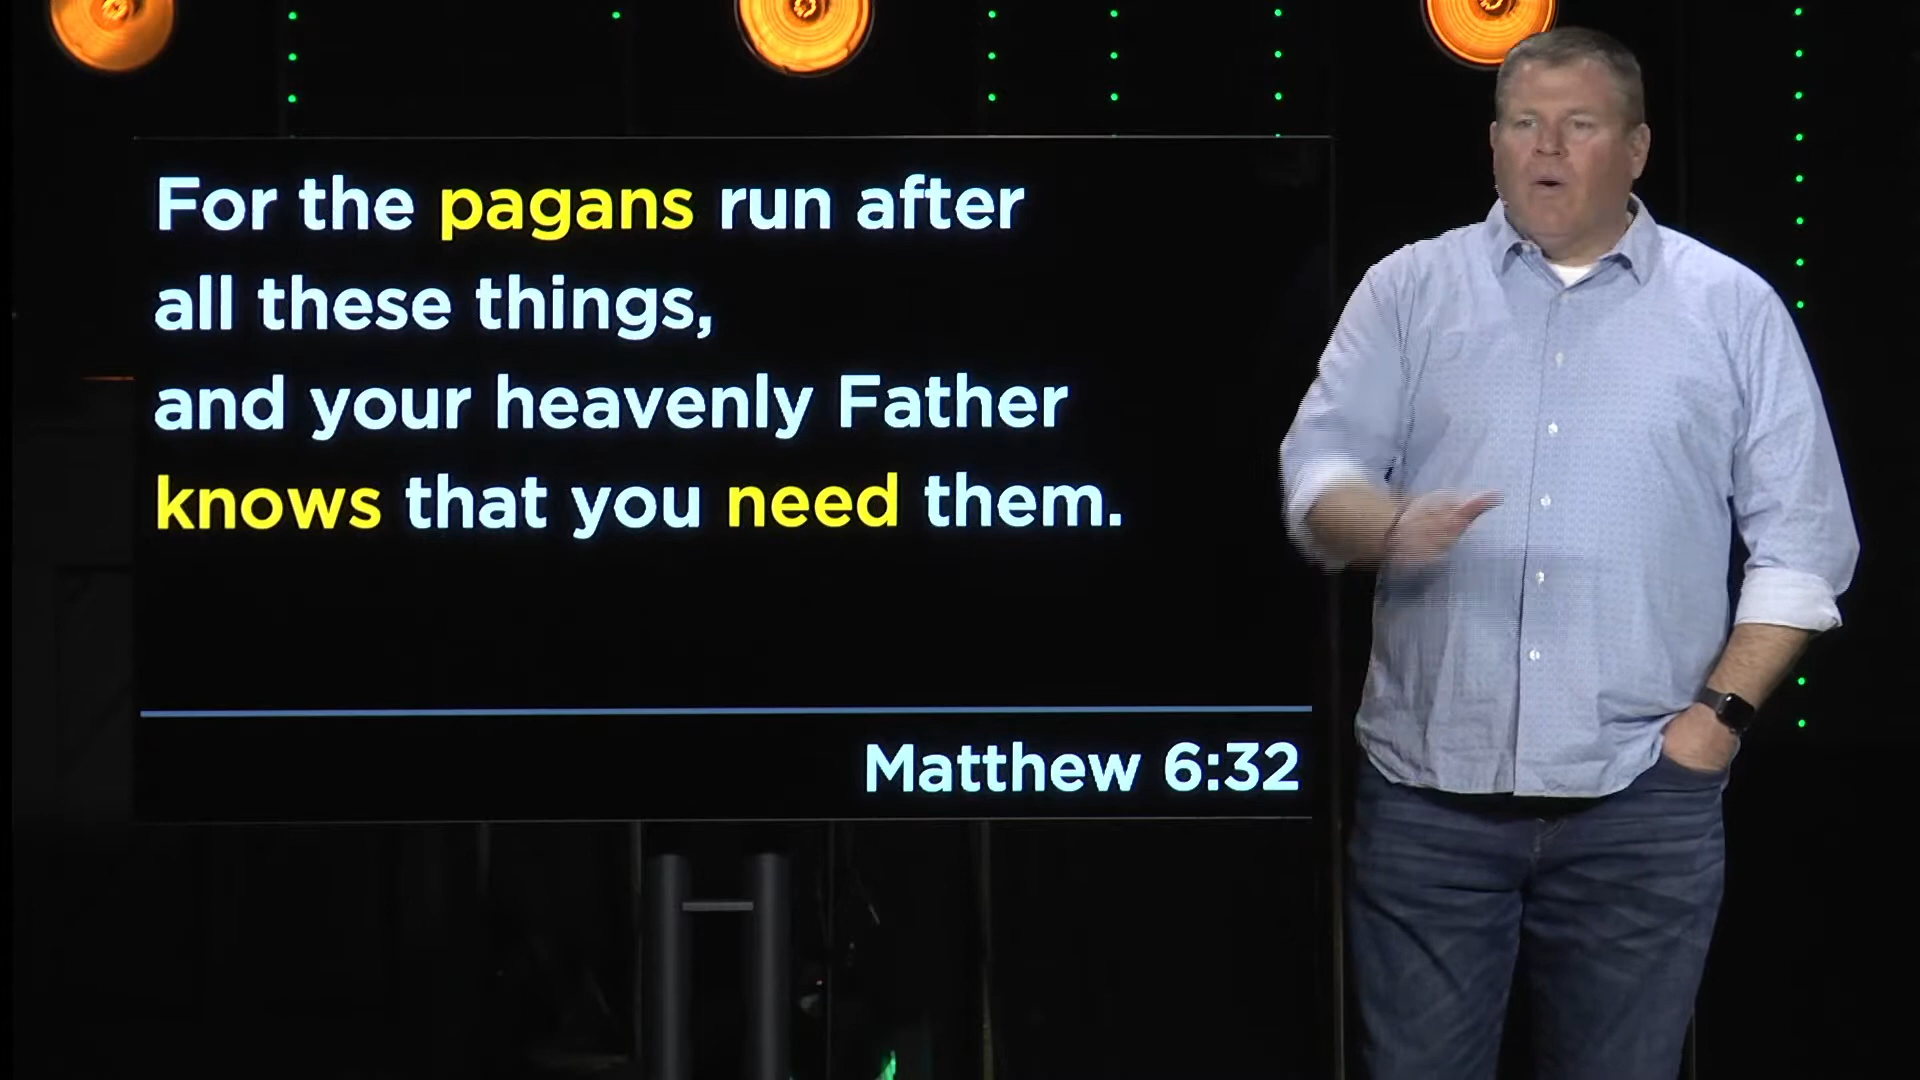 For the pagans run after
all these things,
and your heavenly Father
knows that you need them.
Matthew 6:32